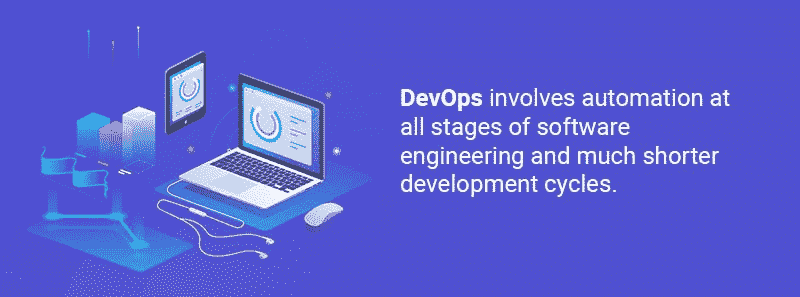 DevOps involves automation at
all stages of software
engineering and much shorter
development cycles.